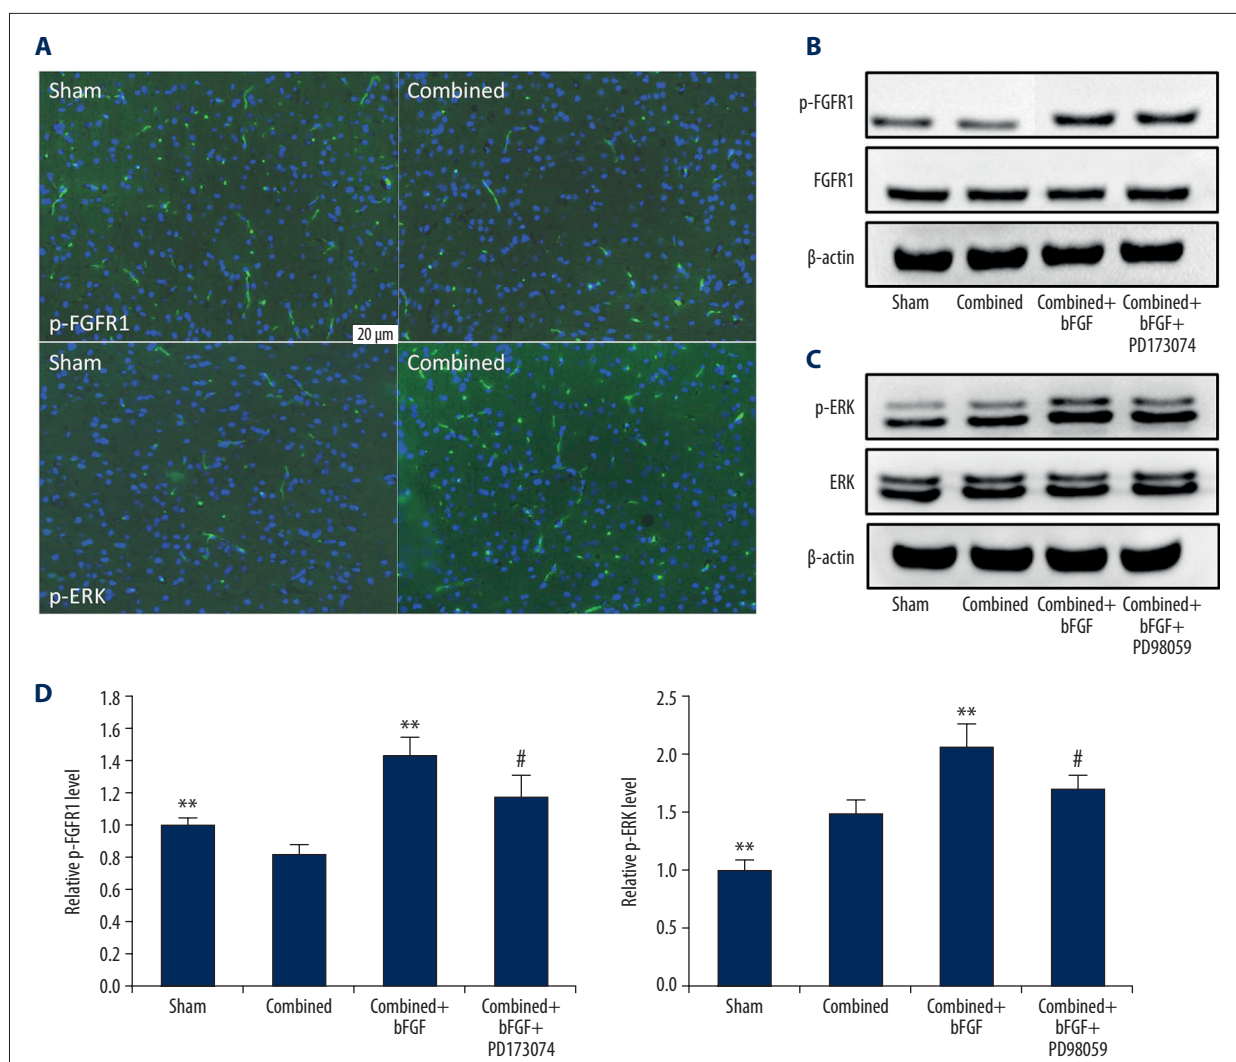 A
Sham
Combined
p-FGFR1
20 μm
Sham
Combined
p-ERK
B
p-FGFR1
FGFR1
β-actin
Sham
Combined
Combined+
bFGF
Combined+
bFGF+
PD173074
C
p-ERK
ERK
β-actin
Sham
Combined
Combined+
bFGF
Combined+
bFGF+
PD98059
D
Relative p-FGFR1 level
1.8
1.6
1.4
1.2
1.0
0.8
0.6
0.4
0.2
0.0
**
**
#
Sham
Combined
Combined+
bFGF
Combined+
bFGF+
PD173074
Relative p-ERK level
2.5
2.0
1.5
1.0
0.5
0.0
**
**
#
Sham
Combined
Combined+
bFGF
Combined+
bFGF+
PD98059